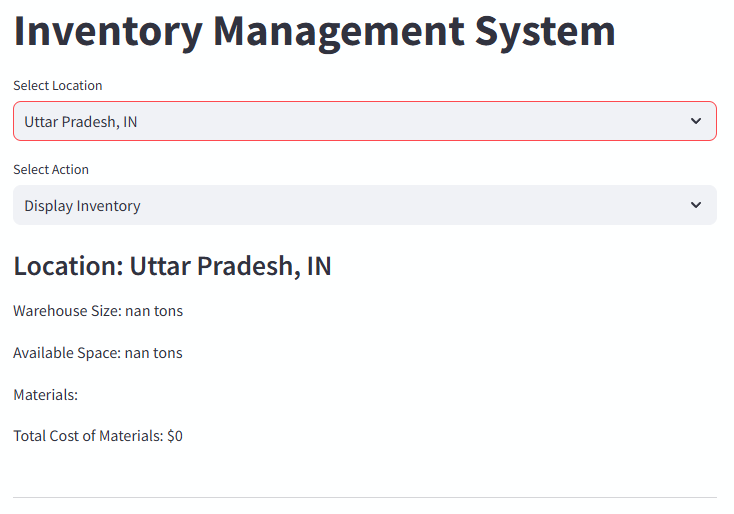 Inventory Management System
Select Location
Uttar Pradesh, IN
Select Action
Display Inventory
Location: Uttar Pradesh, IN
Warehouse Size: nan tons
Available Space: nan tons
Materials:
Total Cost of Materials: $0